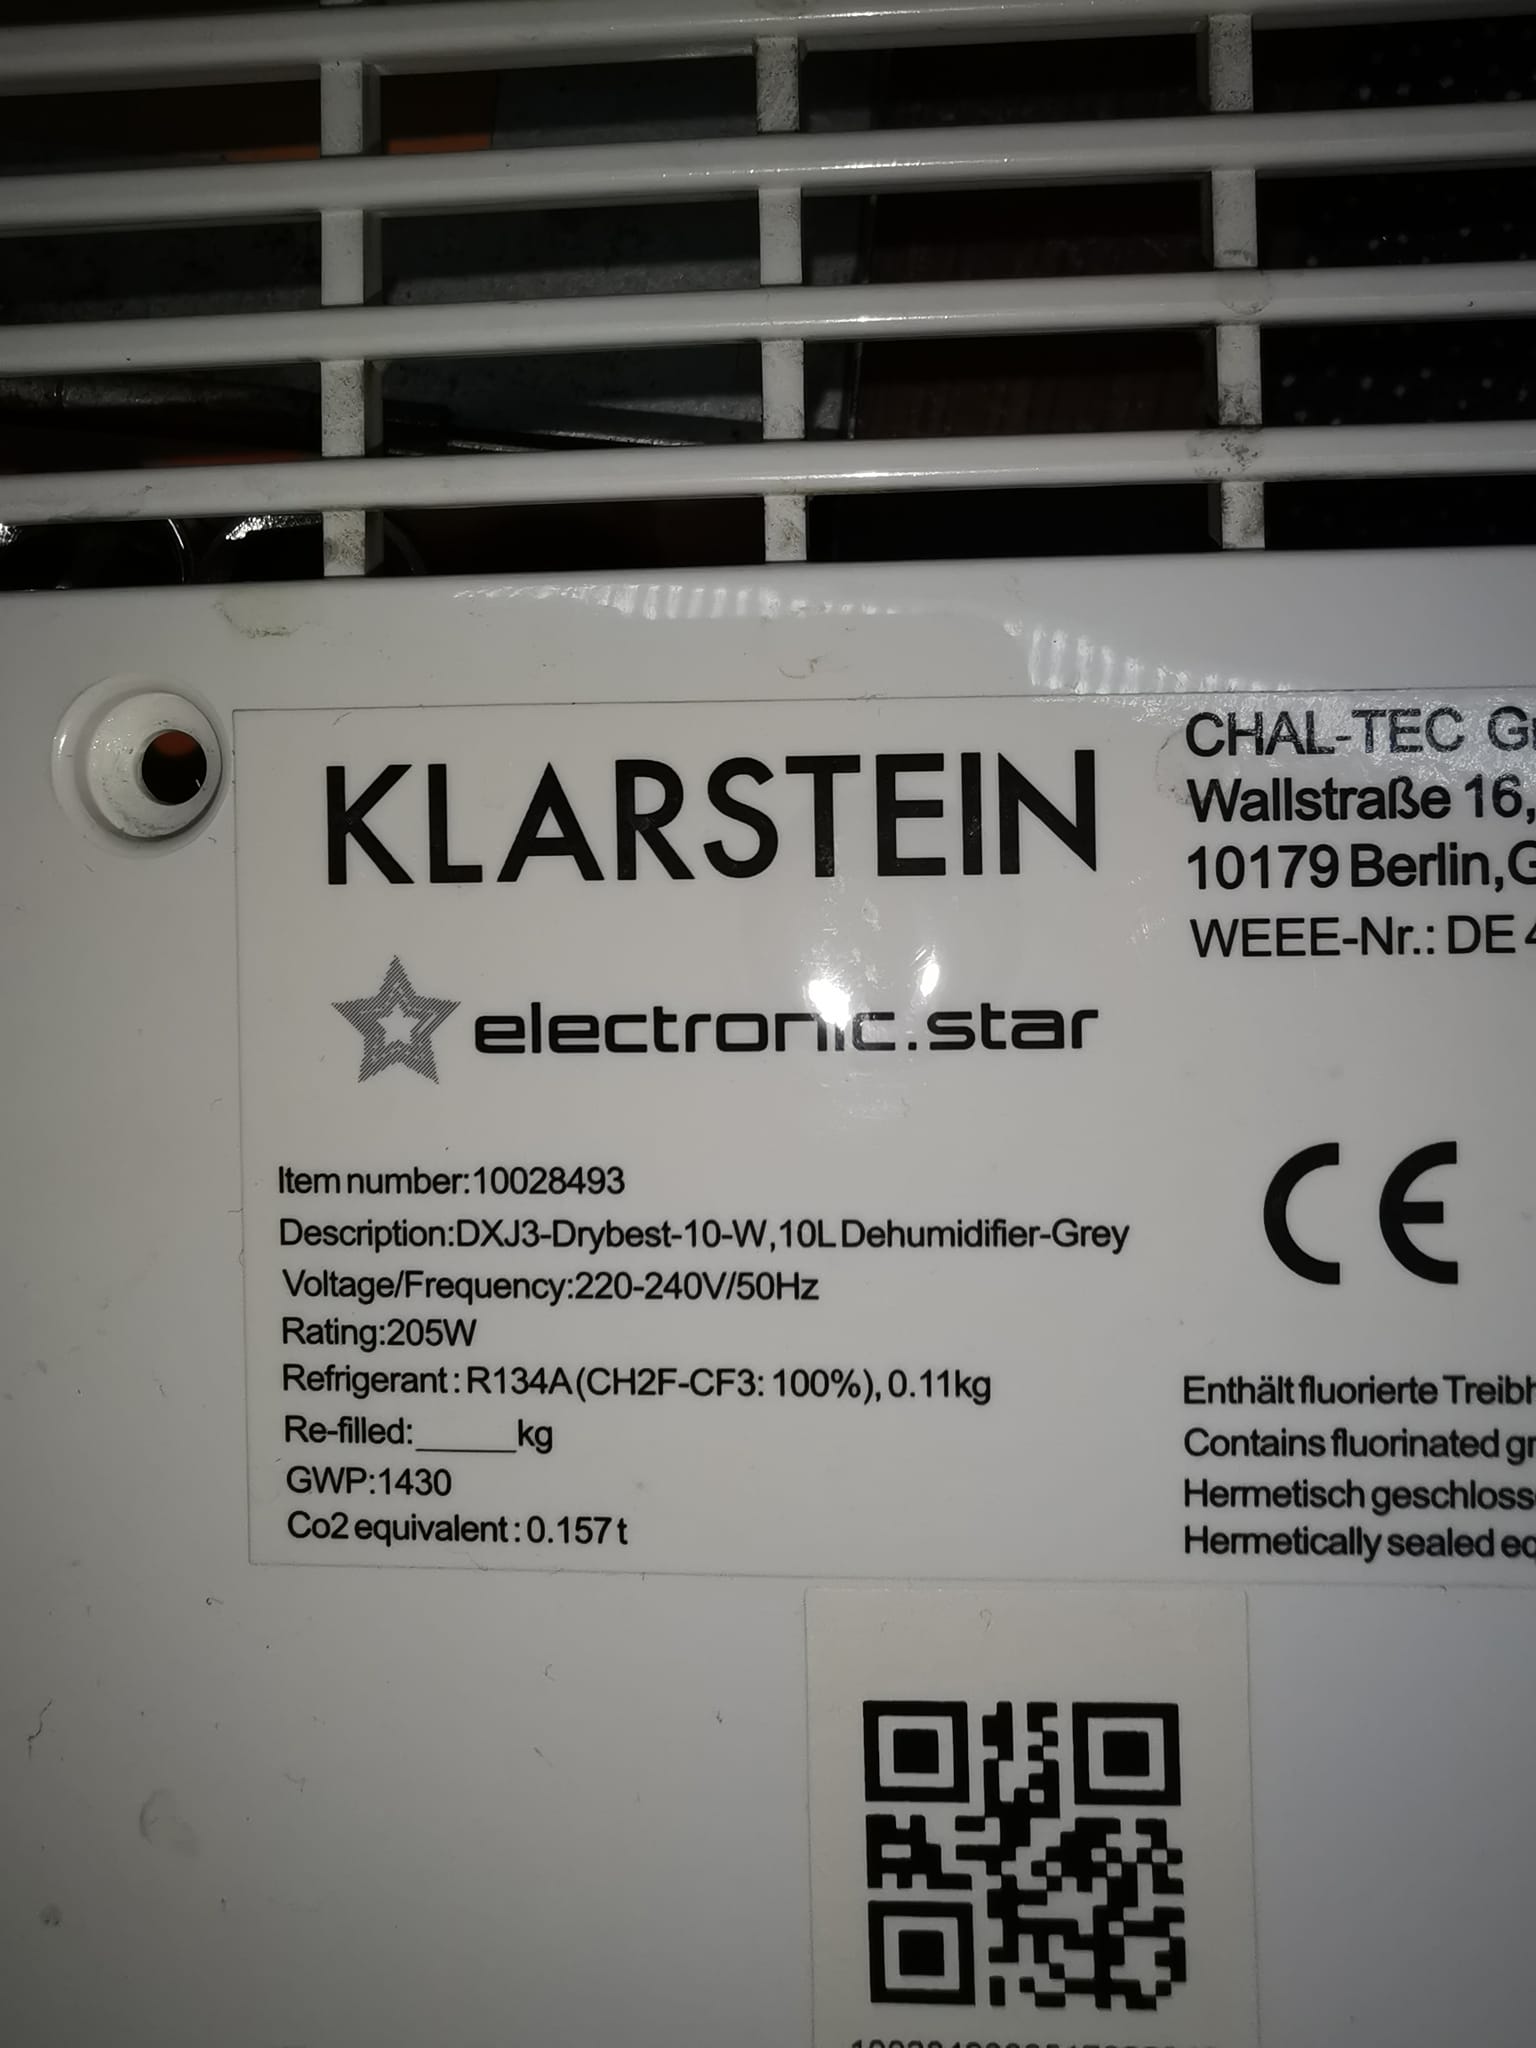 KLARSTEIN
electronic.star
Item number:10028493
Description:DXJ3-Drybest-10-W,10L Dehumidifier-Grey
Voltage/Frequency:220-240V/50Hz
Rating:205W
Refrigerant: R134A(CH2F-CF3: 100%), 0.11kg
Re-filled:_____kg
GWP:1430
Co2 equivalent: 0.157 t
CHAL-TEC
Wallstraße 16,
10179 Berlin,
WEEE-Nr.: DE
CE
Enthält fluorierte
Contains fluorinated
Hermetisch
Hermetically sealed